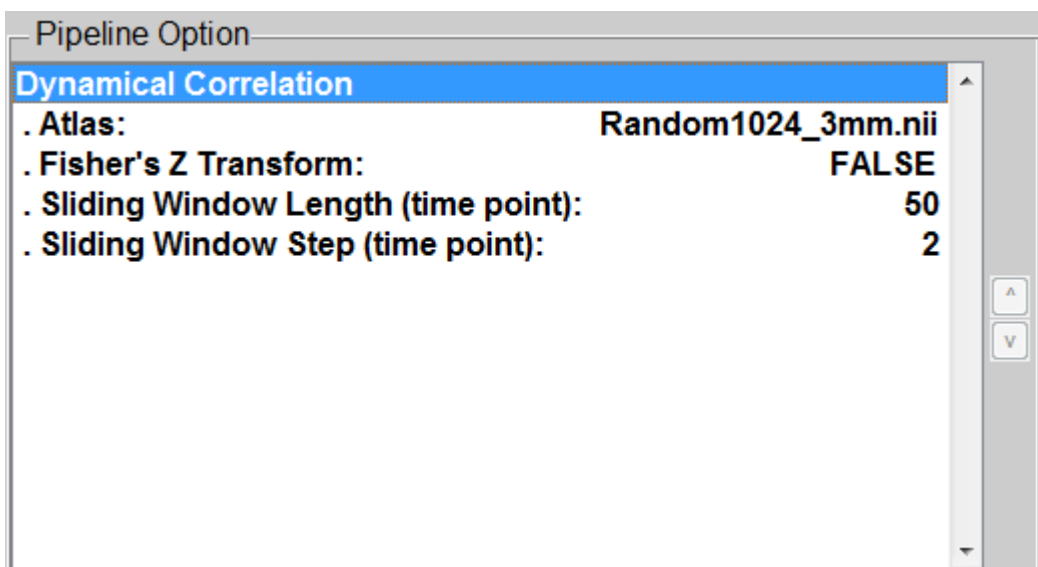 Pipeline Option
Dynamical Correlation
. Atlas: Random1024_3mm.nii
. Fisher's Z Transform: FALSE
. Sliding Window Length (time point): 50
. Sliding Window Step (time point): 2